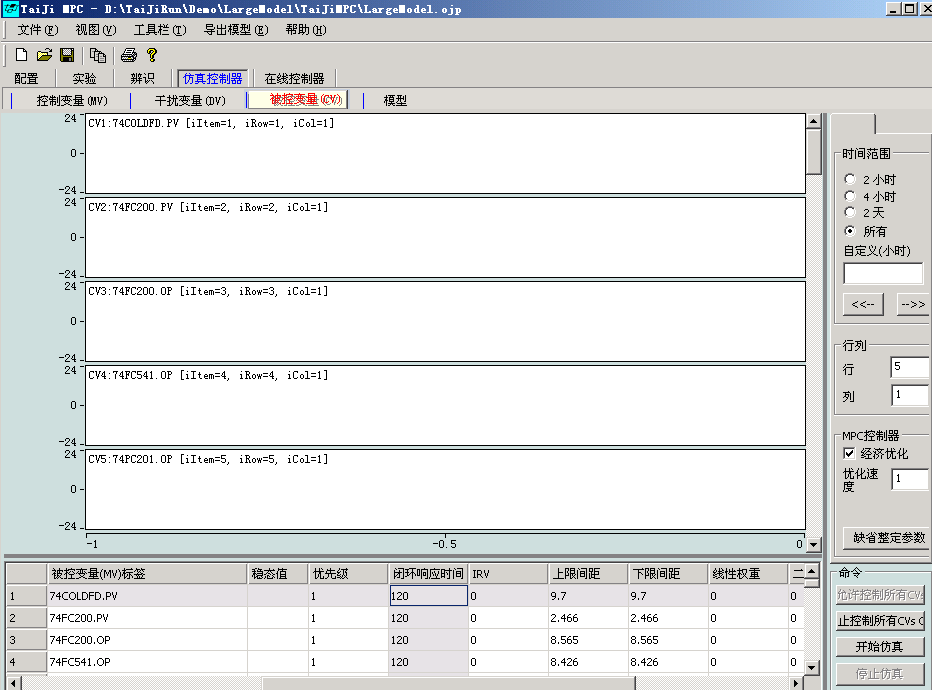 TaiJi MPC - D:\TaiJiRun\Demo\LargeModel\TaiJiMPC\LargeModel.ojp
文件(F) 视图(V) 工具栏(T) 导出模型(E) 帮助(H)
配置 实验 辨识 仿真控制器 在线控制器
控制变量(MV) 干扰变量(DV) 被控变量(CV) 模型
24
CV1:74COLDFD.PV [iItem=1, iRow=1, iCol=1]
0
-24
24
CV2:74FC200.PV [iItem=2, iRow=2, iCol=1]
0
-24
24
CV3:74FC200.OP [iItem=3, iRow=3, iCol=1]
0
-24
24
CV4:74FC541.OP [iItem=4, iRow=4, iCol=1]
0
-24
24
CV5:74PC201.OP [iItem=5, iRow=5, iCol=1]
0
-24
-1 -0.5 0
时间范围
2 小时
4 小时
2 天
所有
自定义(小时)
<<-- -->>
行列
行 5
列 1
MPC控制器
经济优化
优化速度 1
缺省整定参数
被控变量(MV)标签 稳态值 优先级 闭环响应时间 IRV 上限间距 下限间距 线性权重 二
1 74COLDFD.PV 1 120 0 9.7 9.7 0 0
2 74FC200.PV 1 120 0 2.466 2.466 0 0
3 74FC200.OP 1 120 0 8.565 8.565 0 0
4 74FC541.OP 1 120 0 8.426 8.426 0 0
命令
允许控制所有CVs
止控制所有CVs C
开始仿真
停止仿真